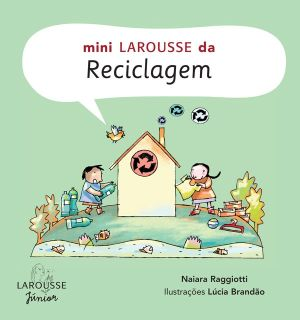 mini LAROUSSE da
Reciclagem
Naiara Raggiotti
Ilustrações Lúcia Brandão
LAROUSSE
Júnior